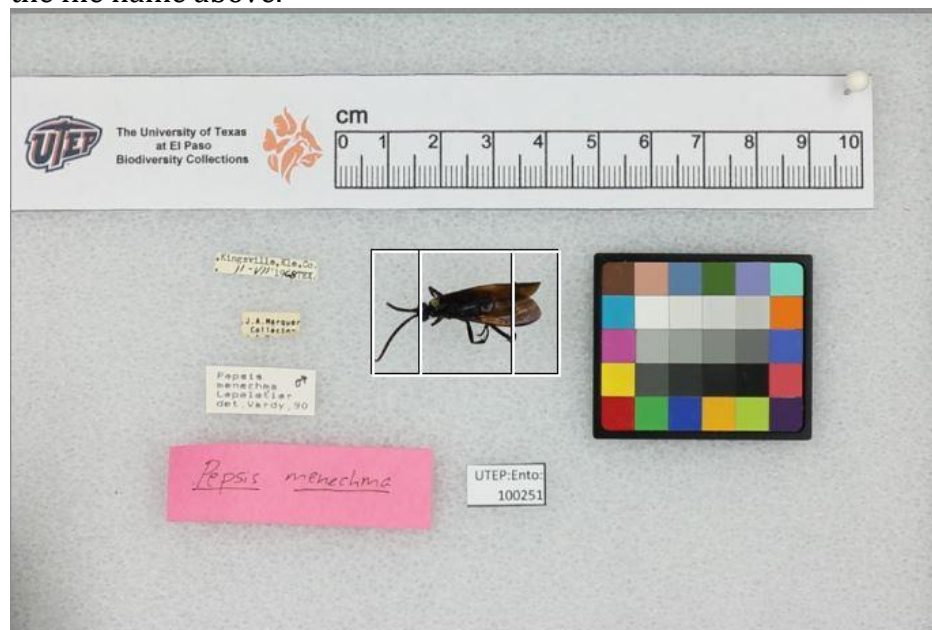 the file name above.
cm
UTEP
The University of Texas
at El Paso
Biodiversity Collections
0 1 2 3 4 5 6 7 8 9 10
Kingsville, Kle. Co.
J.A. Marquer
Collector
Pepsis ♂
menechma
Lepeletier
det. Vardy, 90
Pepsis menechma
UTEP:Ento:
100251